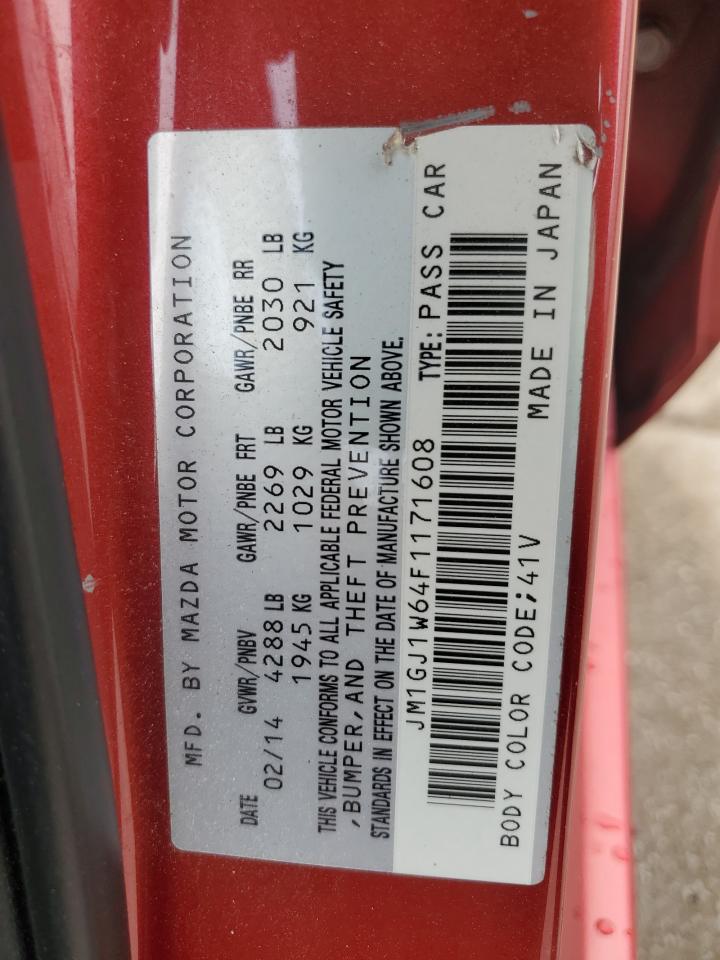 MFD. BY MAZDA MOTOR CORPORATION
DATE GVWR/PNBV GAWR/PNBE FRT GAWR/PNBE RR
02/14 4288 LB 2269 LB 2030 LB
1945 KG 1029 KG 921 KG
THIS VEHICLE CONFORMS TO ALL APPLICABLE FEDERAL MOTOR VEHICLE SAFETY
,BUMPER,AND THEFT PREVENTION
STANDARDS IN EFFECT ON THE DATE OF MANUFACTURE SHOWN ABOVE.
JM1GJ1W64F1171608 TYPE: PASS CAR
BODY COLOR CODE;41V MADE IN JAPAN